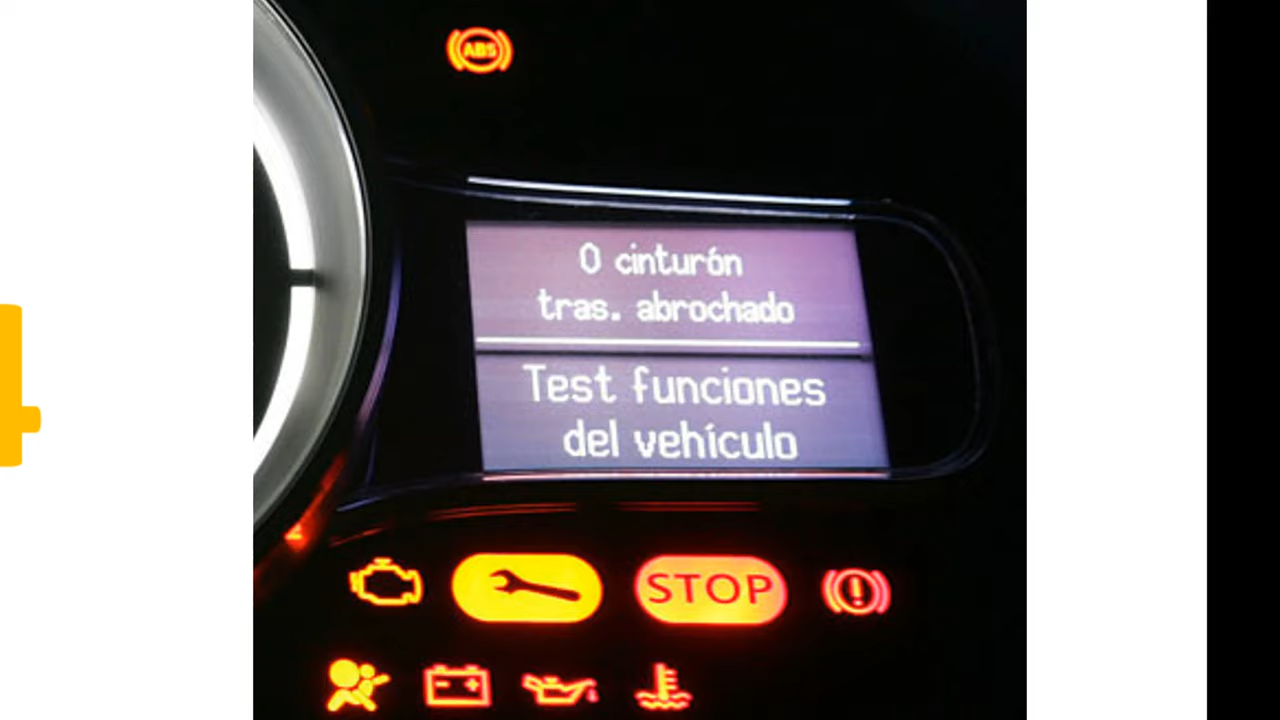 ABS
0 cinturón
tras. abrochado
Test funciones
del vehículo
STOP